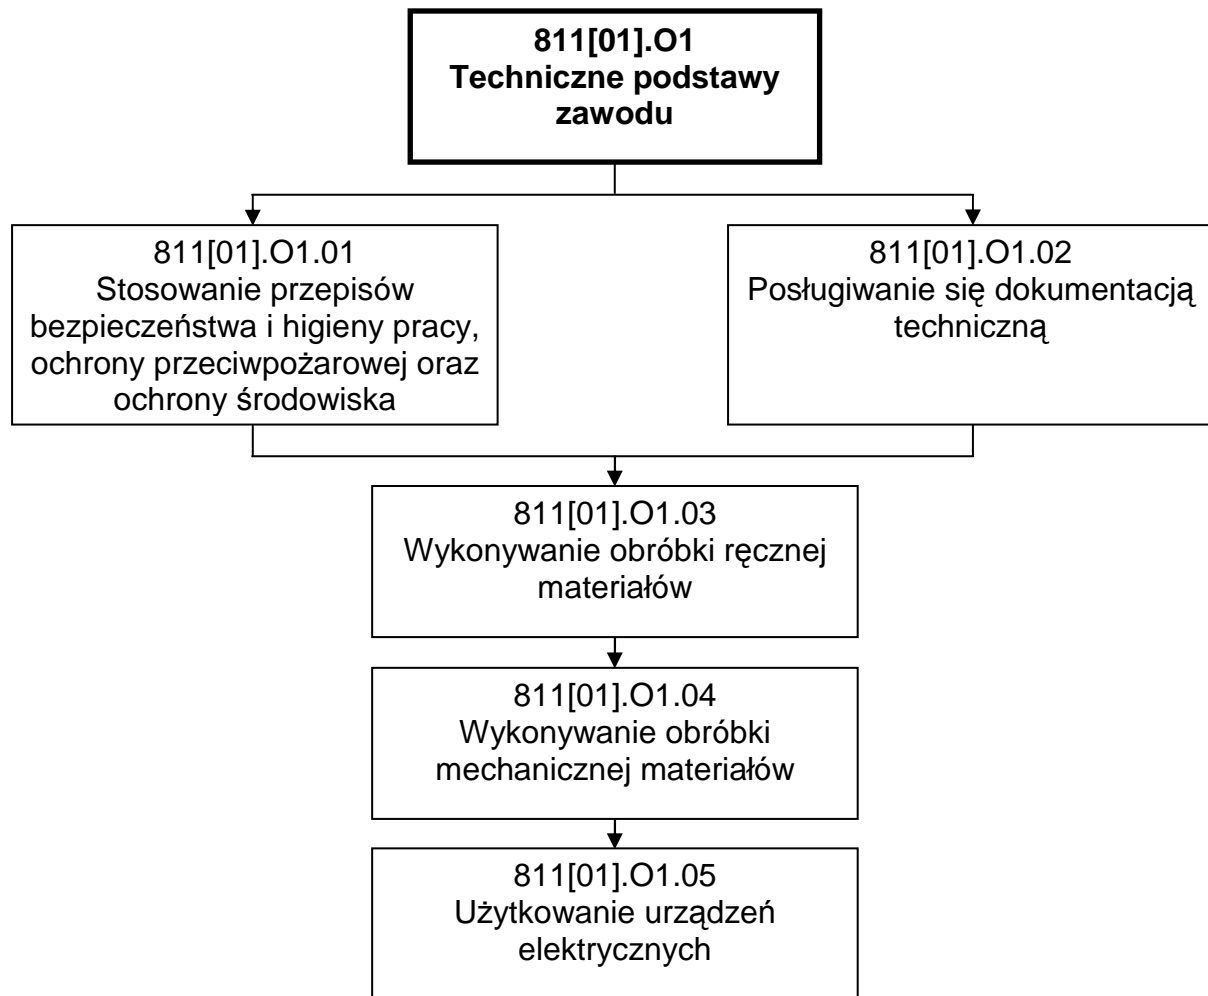 811[01].O1
Techniczne podstawy
zawodu
811[01].O1.01
Stosowanie przepisów
bezpieczeństwa i higieny pracy,
ochrony przeciwpożarowej oraz
ochrony środowiska
811[01].O1.02
Posługiwanie się dokumentacją
techniczną
811[01].O1.03
Wykonywanie obróbki ręcznej
materiałów
811[01].O1.04
Wykonywanie obróbki
mechanicznej materiałów
811[01].O1.05
Użytkowanie urządzeń
elektrycznych